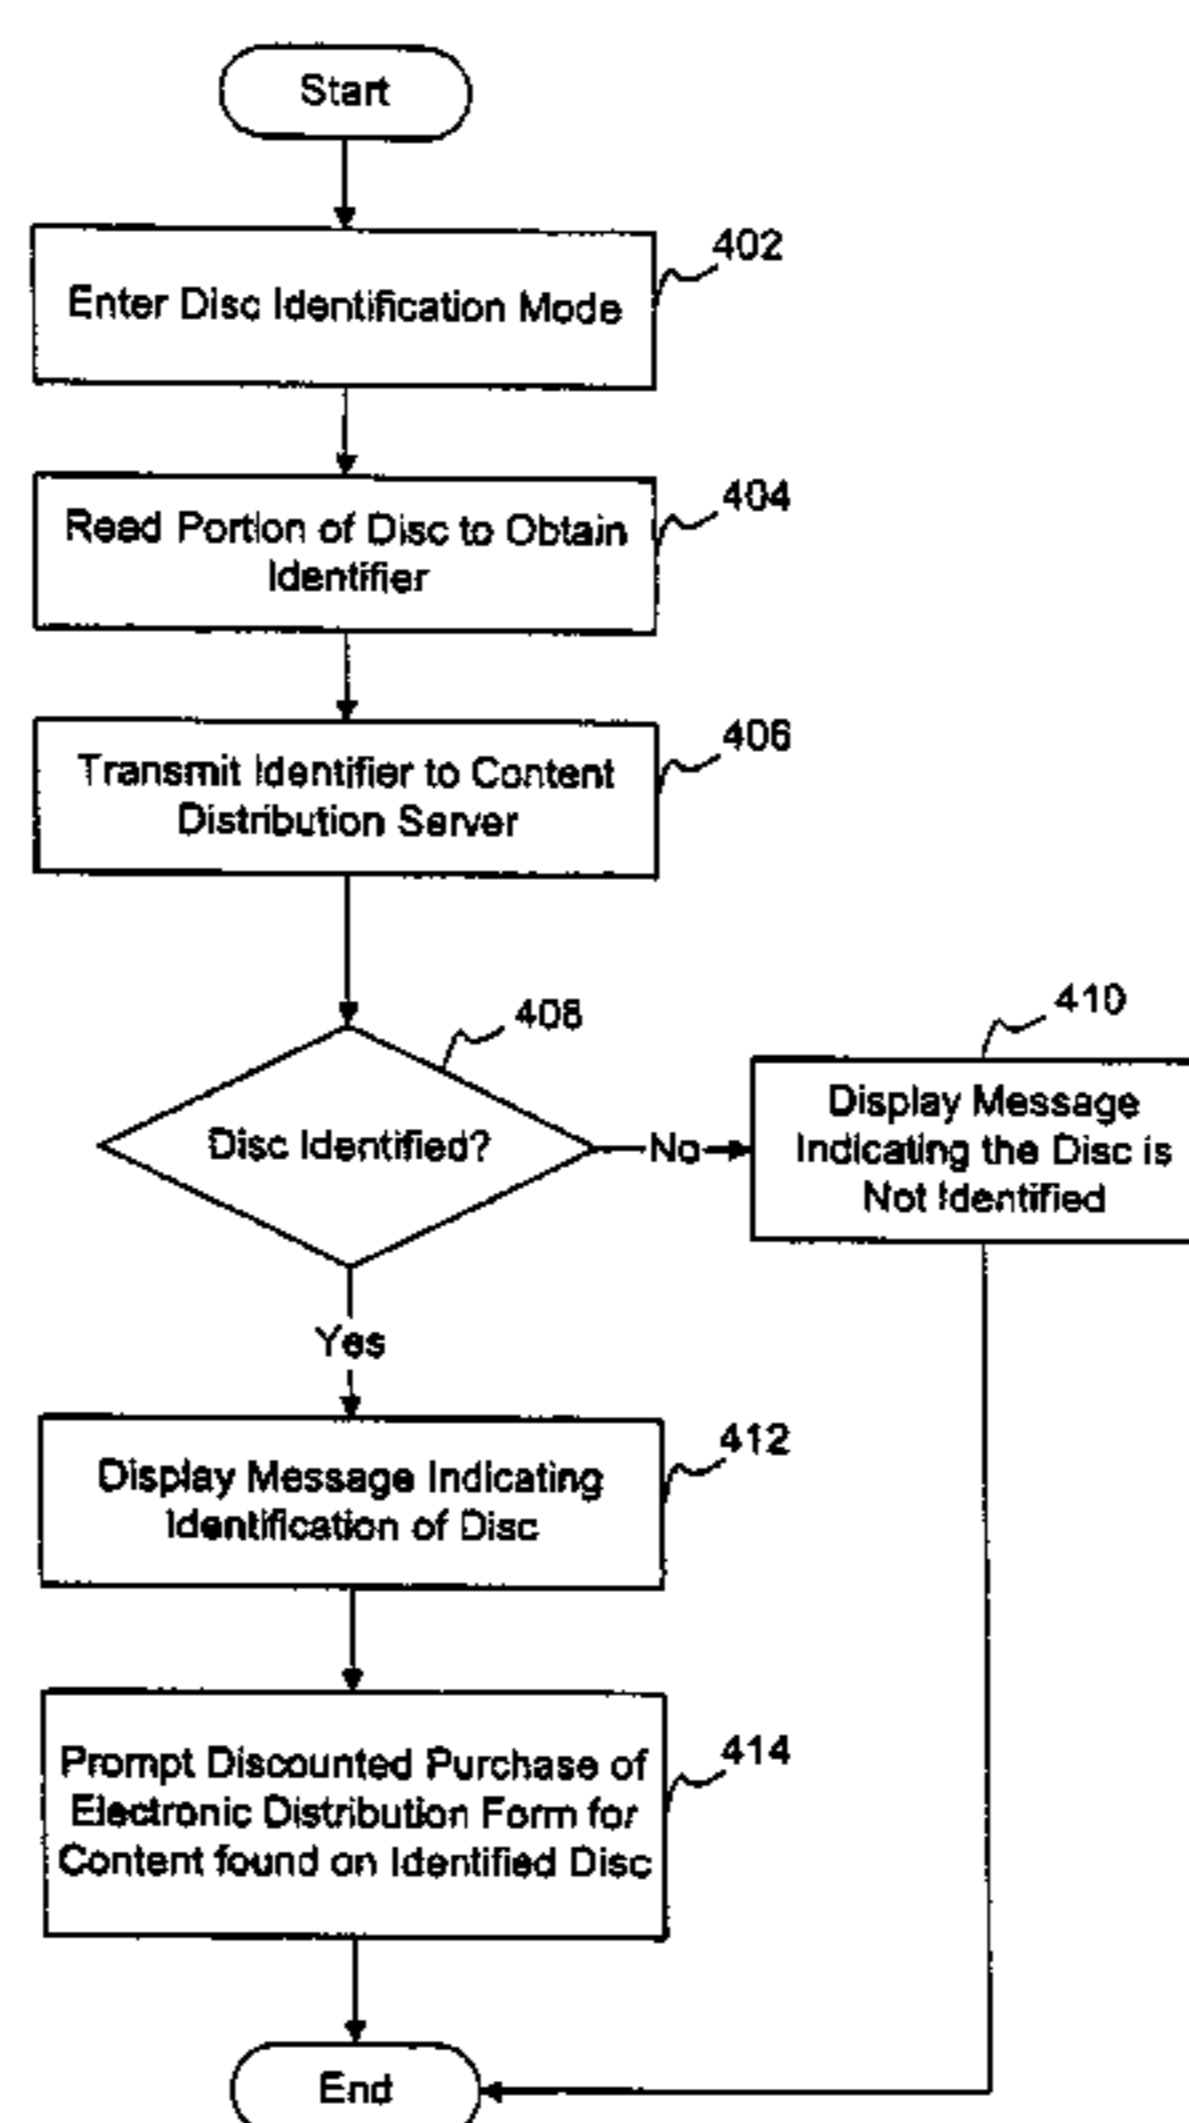 Start
402
Enter Disc Identification Mode
404
Read Portion of Disc to Obtain
Identifier
406
Transmit Identifier to Content
Distribution Server
408
Disc Identified?
No
410
Display Message
Indicating the Disc is
Not Identified
Yes
412
Display Message Indicating
Identification of Disc
414
Prompt Discounted Purchase of
Electronic Distribution Form for
Content found on Identified Disc
End